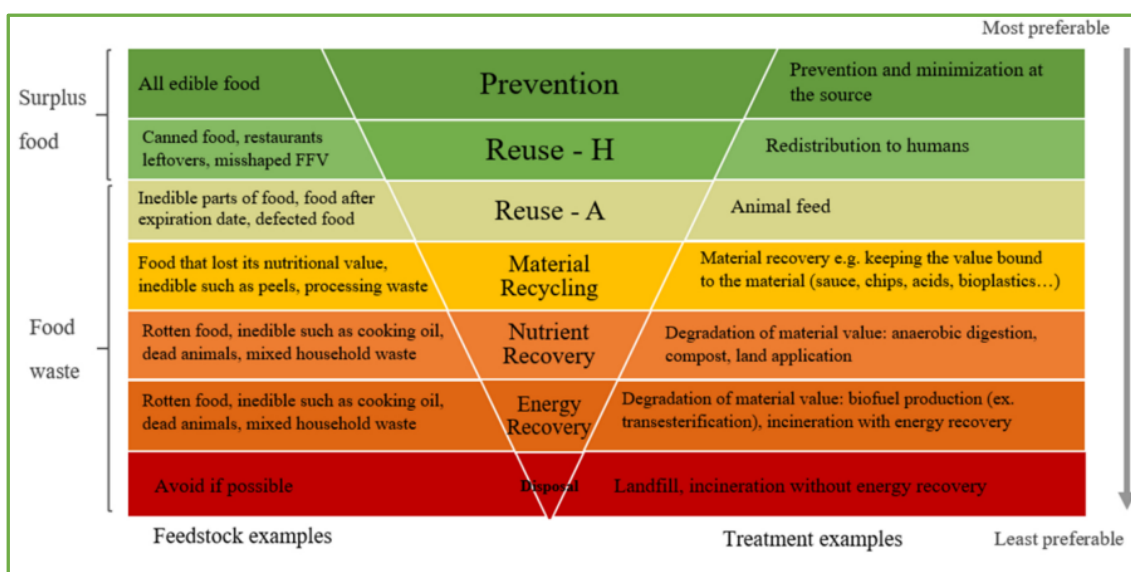 Most preferable
Surplus
food
All edible food
Prevention
Prevention and minimization at
the source
Canned food, restaurants
leftovers, misshaped FFV
Reuse - H
Redistribution to humans
Food
waste
Inedible parts of food, food after
expiration date, defected food
Reuse - A
Animal feed
Food that lost its nutritional value,
inedible such as peels, processing waste
Material
Recycling
Material recovery e.g. keeping the value bound
to the material (sauce, chips, acids, bioplastics…)
Rotten food, inedible such as cooking oil,
dead animals, mixed household waste
Nutrient
Recovery
Degradation of material value: anaerobic digestion,
compost, land application
Rotten food, inedible such as cooking oil,
dead animals, mixed household waste
Energy
Recovery
Degradation of material value: biofuel production (ex.
transesterification), incineration with energy recovery
Avoid if possible
Disposal
Landfill, incineration without energy recovery
Feedstock examples
Treatment examples
Least preferable